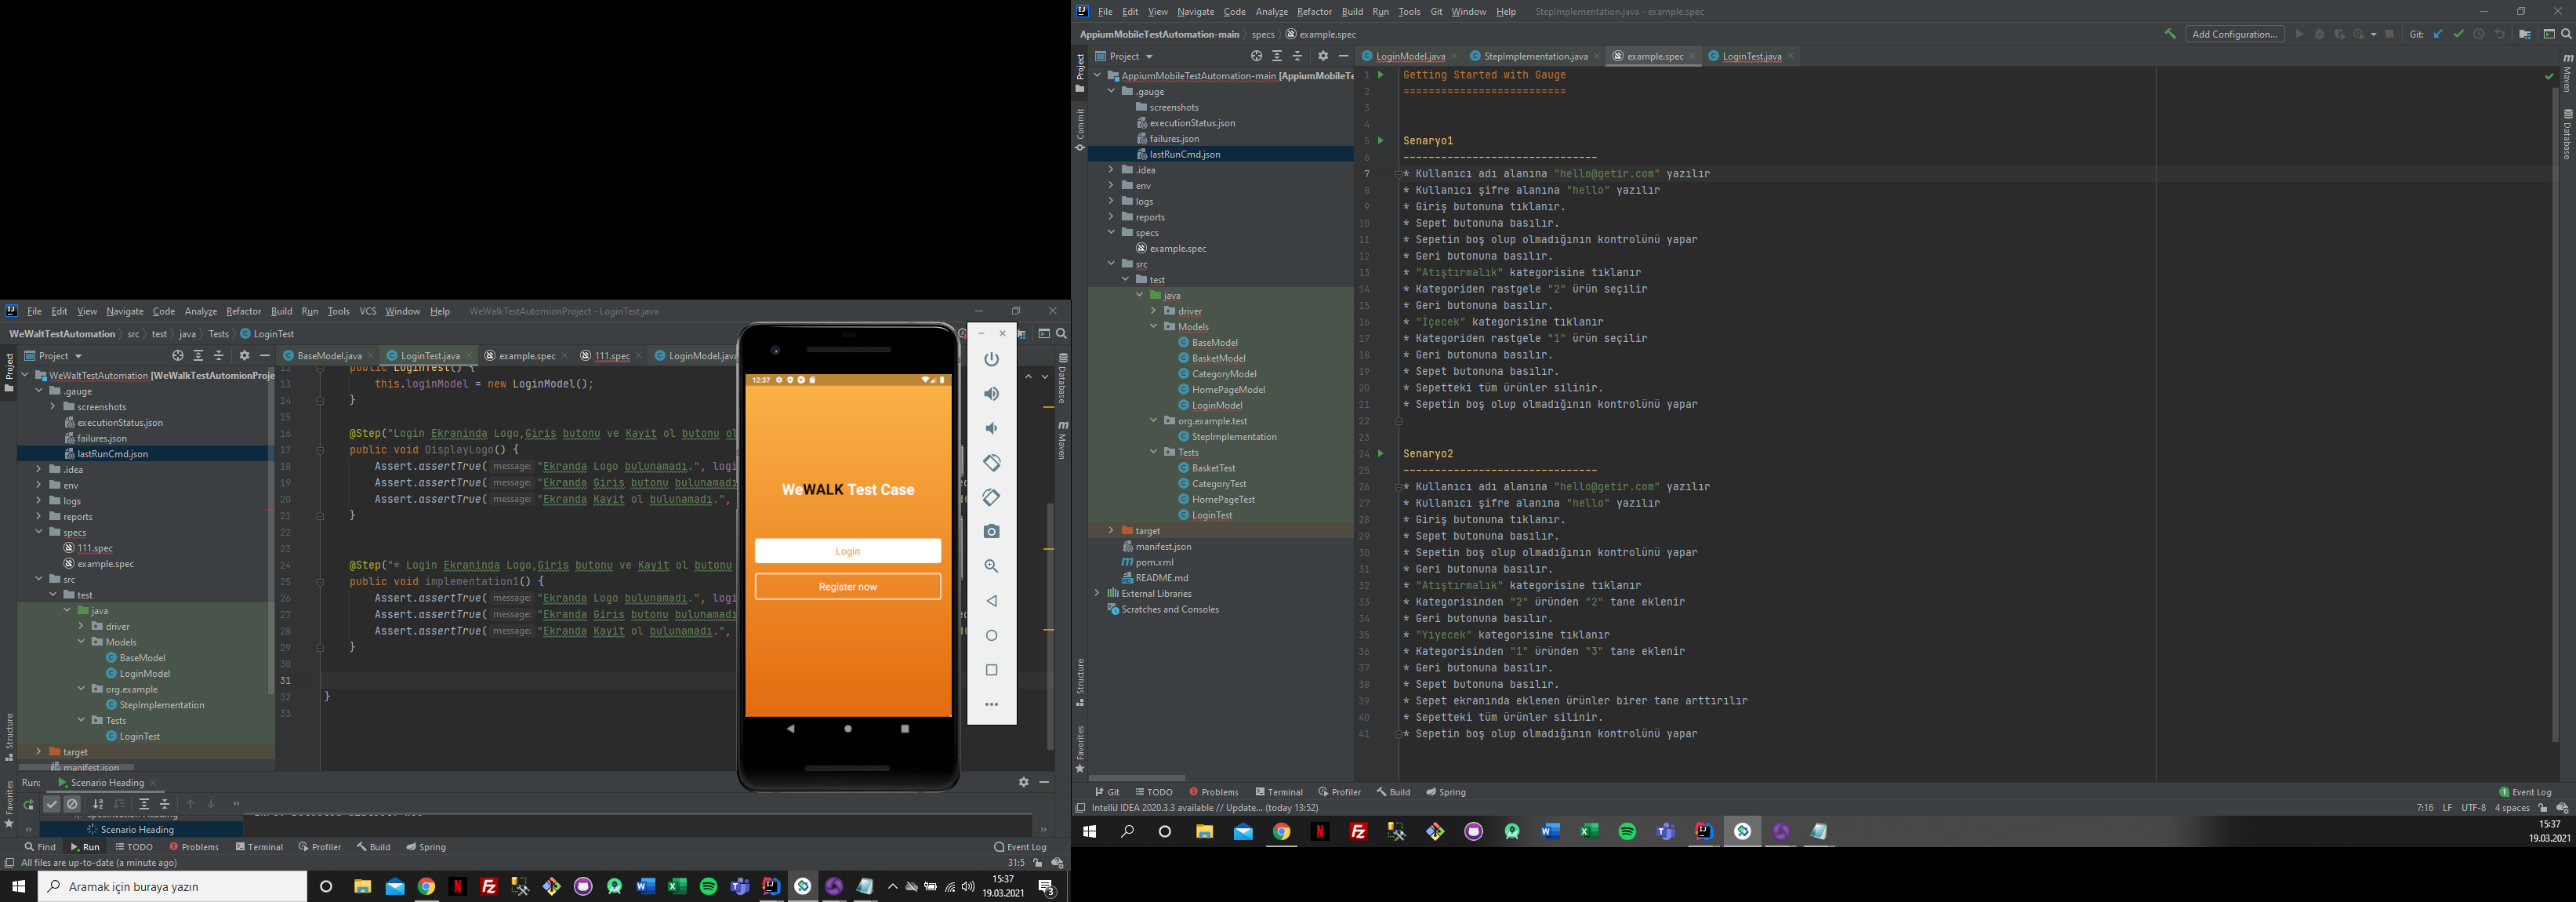 File Edit View Navigate Code Analyze Refactor Build Run Tools VCS Window Help WeWalkTestAutomionProject - LoginTest.java
WeWaltTestAutomation src test java Tests LoginTest
Project
BaseModel.java LoginTest.java example.spec 111.spec LoginModel.java
WeWaltTestAutomation [WeWalkTestAutomionProje
.gauge
screenshots
executionStatus.json
failures.json
lastRunCmd.json
.idea
env
logs
reports
specs
111.spec
example.spec
src
test
java
driver
Models
BaseModel
LoginModel
org.example
StepImplementation
Tests
LoginTest
target
manifest.json
12 public LoginTest() {
13 this.loginModel = new LoginModel();
14 }
15
16 @Step("Login Ekraninda Logo,Giris butonu ve Kayit ol butonu ol
17 public void DisplayLogo() {
18 Assert.assertTrue( message: "Ekranda Logo bulunamadı.", logi
19 Assert.assertTrue( message: "Ekranda Giris butonu bulunamadı
20 Assert.assertTrue( message: "Ekranda Kayit ol bulunamadı.",
21 }
22
23
24 @Step("* Login Ekraninda Logo,Giris butonu ve Kayit ol butonu
25 public void implementation1() {
26 Assert.assertTrue( message: "Ekranda Logo bulunamadı.", logi
27 Assert.assertTrue( message: "Ekranda Giris butonu bulunamadı
28 Assert.assertTrue( message: "Ekranda Kayit ol bulunamadı.",
29 }
30
31
32 }
33
Database
Maven
Project
Structure
Favorites
12:37
WeWALK Test Case
Login
Register now
Run: Scenario Heading
Specification Heading
Scenario Heading
Find Run TODO Problems Terminal Profiler Build Spring Event Log
All files are up-to-date (a minute ago) 31:5
Aramak için buraya yazın
15:37
19.03.2021
3
File Edit View Navigate Code Analyze Refactor Build Run Tools Git Window Help StepImplementation.java - example.spec
AppiumMobileTestAutomation-main specs example.spec
Add Configuration... Git:
Project
LoginModel.java StepImplementation.java example.spec LoginTest.java
AppiumMobileTestAutomation-main [AppiumMobileTe
.gauge
screenshots
executionStatus.json
failures.json
lastRunCmd.json
.idea
env
logs
reports
specs
example.spec
src
test
java
driver
Models
BaseModel
BasketModel
CategoryModel
HomePageModel
LoginModel
org.example.test
StepImplementation
Tests
BasketTest
CategoryTest
HomePageTest
LoginTest
target
manifest.json
pom.xml
README.md
External Libraries
Scratches and Consoles
1 Getting Started with Gauge
2 ==========================
3
4
5 Senaryo1
6 -------------------------------
7 * Kullanıcı adı alanına "hello@getir.com" yazılır
8 * Kullanıcı şifre alanına "hello" yazılır
9 * Giriş butonuna tıklanır.
10 * Sepet butonuna basılır.
11 * Sepetin boş olup olmadığının kontrolünü yapar
12 * Geri butonuna basılır.
13 * "Atıştırmalık" kategorisine tıklanır
14 * Kategoriden rastgele "2" ürün seçilir
15 * Geri butonuna basılır.
16 * "İçecek" kategorisine tıklanır
17 * Kategoriden rastgele "1" ürün seçilir
18 * Geri butonuna basılır.
19 * Sepet butonuna basılır.
20 * Sepetteki tüm ürünler silinir.
21 * Sepetin boş olup olmadığının kontrolünü yapar
22
23
24 Senaryo2
25 -------------------------------
26 * Kullanıcı adı alanına "hello@getir.com" yazılır
27 * Kullanıcı şifre alanına "hello" yazılır
28 * Giriş butonuna tıklanır.
29 * Sepet butonuna basılır.
30 * Sepetin boş olup olmadığının kontrolünü yapar
31 * Geri butonuna basılır.
32 * "Atıştırmalık" kategorisine tıklanır
33 * Kategorisinden "2" üründen "2" tane eklenir
34 * Geri butonuna basılır.
35 * "Yiyecek" kategorisine tıklanır
36 * Kategorisinden "1" üründen "3" tane eklenir
37 * Geri butonuna basılır.
38 * Sepet butonuna basılır.
39 * Sepet ekranında eklenen ürünler birer tane arttırılır
40 * Sepetteki tüm ürünler silinir.
41 * Sepetin boş olup olmadığının kontrolünü yapar
Project
Commit
Structure
Favorites
Maven
Database
Git TODO Problems Terminal Profiler Build Spring 1 Event Log
IntelliJ IDEA 2020.3.3 available // Update... (today 13:52) 7:16 LF UTF-8 4 spaces
15:37
19.03.2021